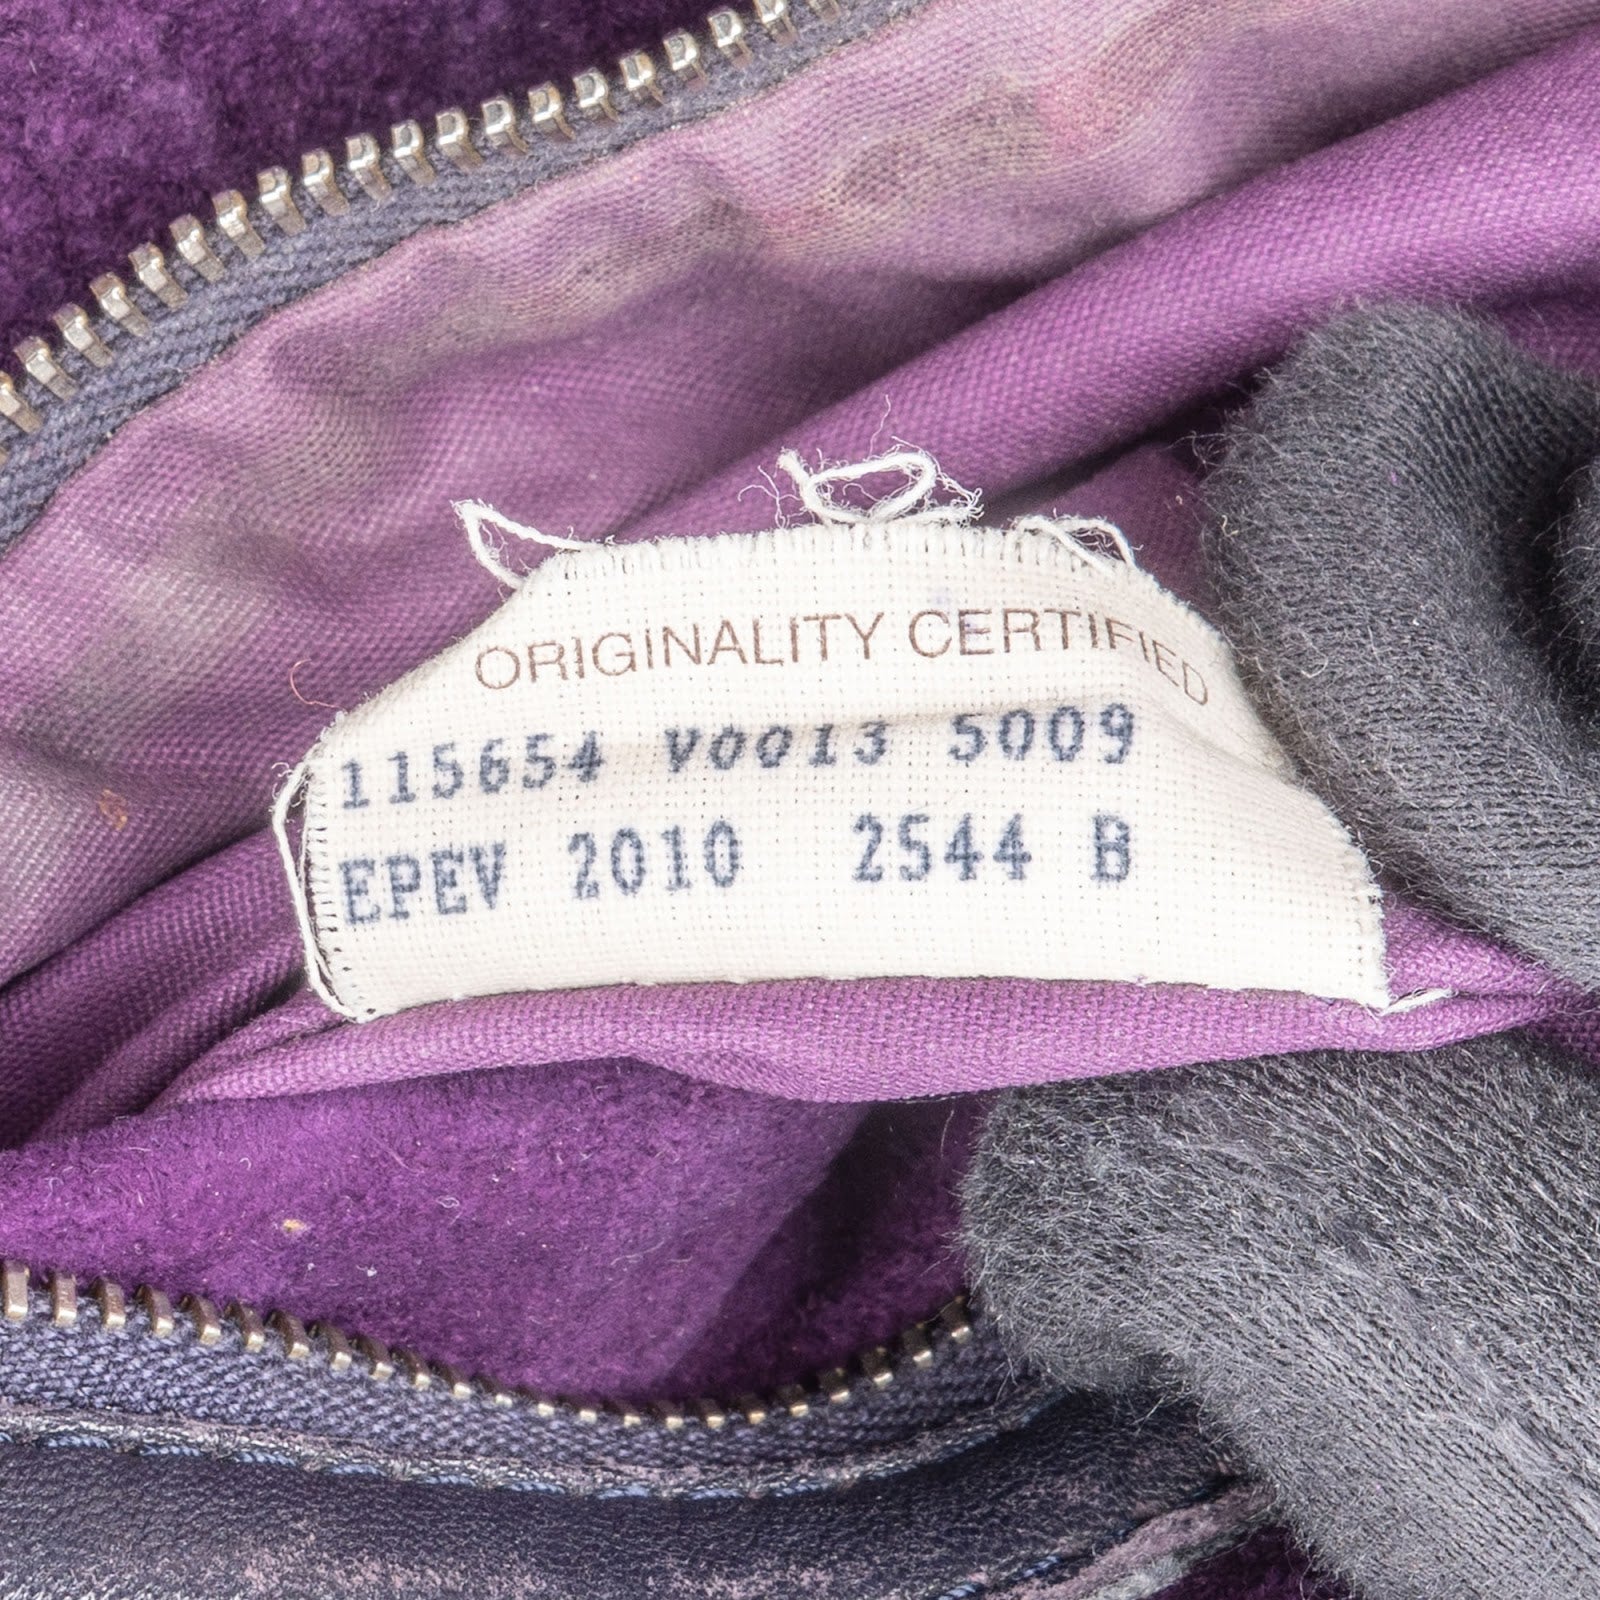 ORIGINALITY CERTIFIED
115654 V0013 5009
EPEV 2010 2544 B